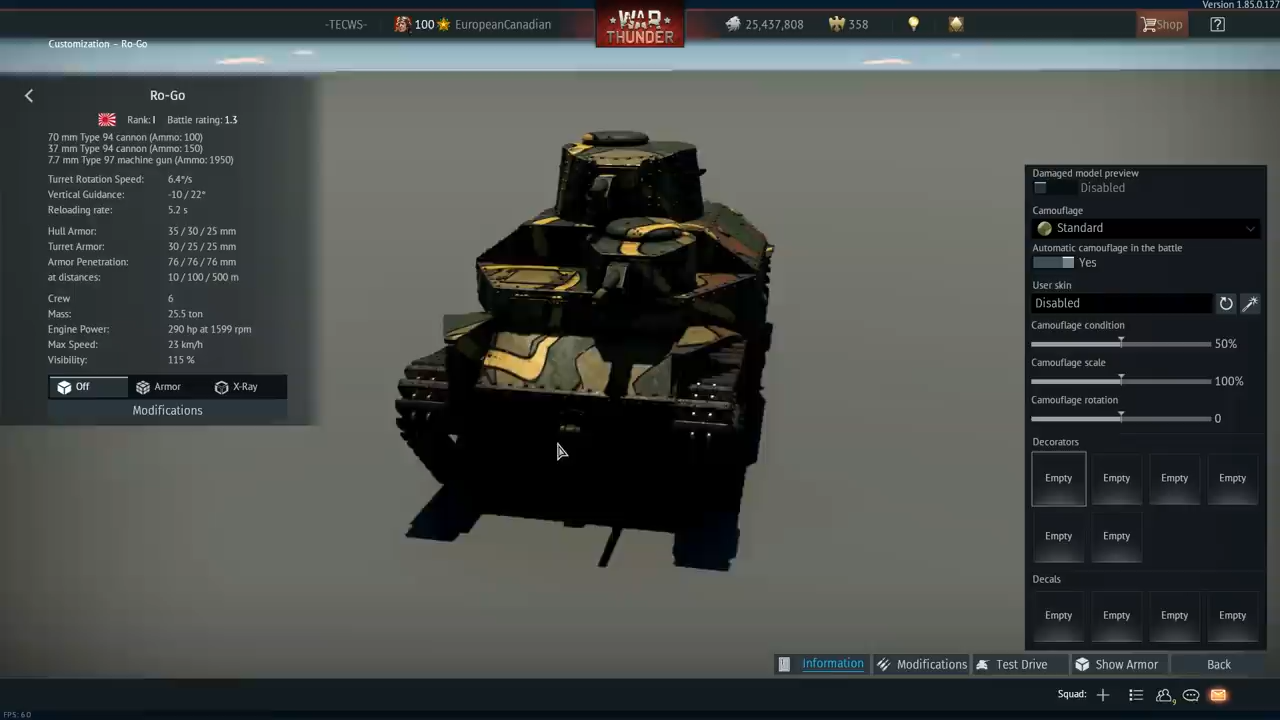 Version 1.85.0.127
-TECWS- 100 EuropeanCanadian
WAR THUNDER
25,437,808 358
Shop
Customization – Ro-Go
Ro-Go
Rank: I Battle rating: 1.3
70 mm Type 94 cannon (Ammo: 100)
37 mm Type 94 cannon (Ammo: 150)
7.7 mm Type 97 machine gun (Ammo: 1950)
Turret Rotation Speed: 6.4°/s
Vertical Guidance: -10 / 22°
Reloading rate: 5.2 s
Hull Armor: 35 / 30 / 25 mm
Turret Armor: 30 / 25 / 25 mm
Armor Penetration: 76 / 76 / 76 mm
at distances: 10 / 100 / 500 m
Crew 6
Mass: 25.5 ton
Engine Power: 290 hp at 1599 rpm
Max Speed: 23 km/h
Visibility: 115 %
Off Armor X-Ray
Modifications
Damaged model preview
Disabled
Camouflage
Standard
Automatic camouflage in the battle
Yes
User skin
Disabled
Camouflage condition
50%
Camouflage scale
100%
Camouflage rotation
0
Decorators
Empty Empty Empty Empty
Empty Empty
Decals
Empty Empty Empty Empty
Information Modifications Test Drive Show Armor Back
Squad: 9
FPS: 60